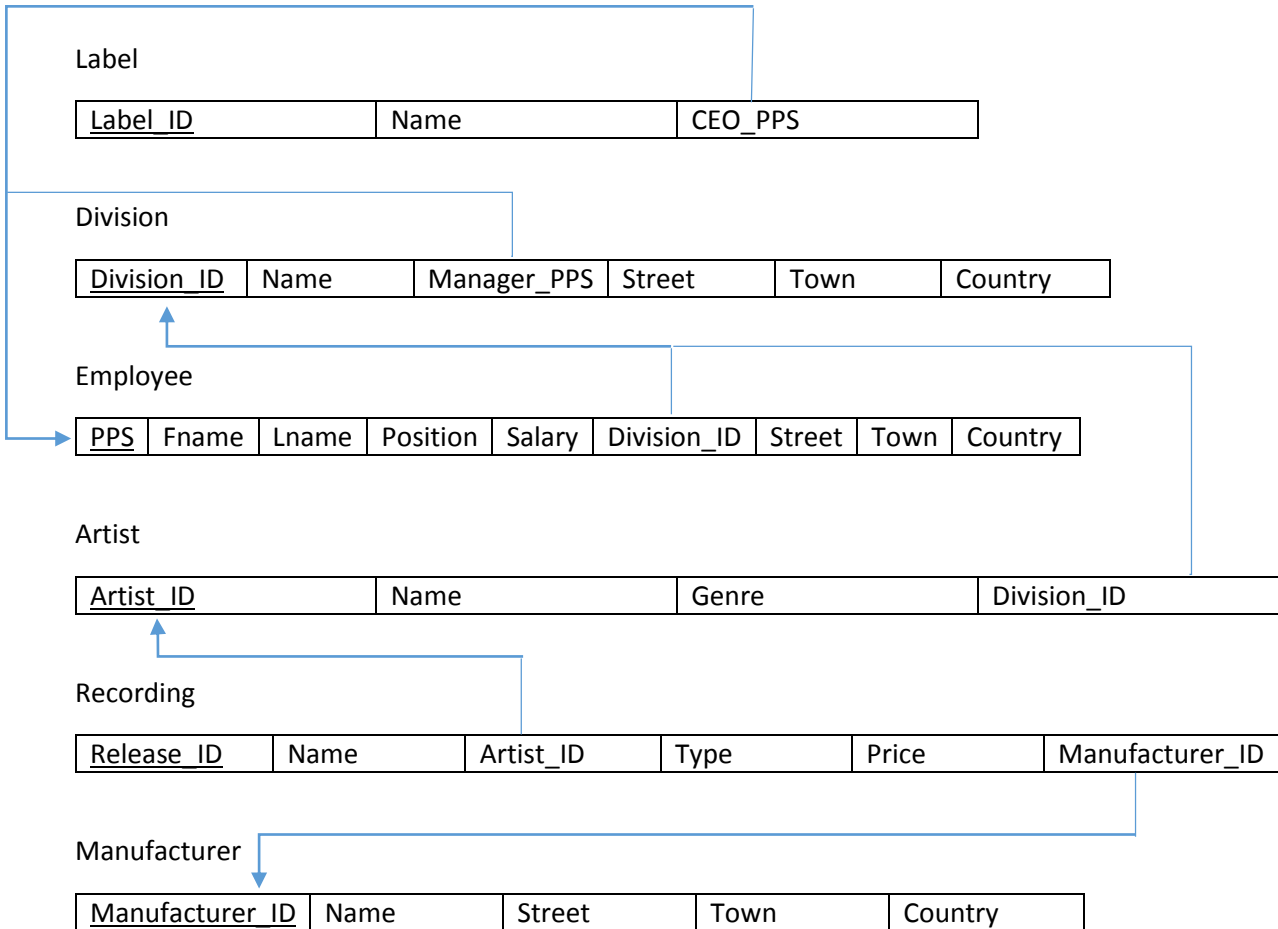 Label
Label_ID Name CEO_PPS
Division
Division_ID Name Manager_PPS Street Town Country
Employee
PPS Fname Lname Position Salary Division_ID Street Town Country
Artist
Artist_ID Name Genre Division_ID
Recording
Release_ID Name Artist_ID Type Price Manufacturer_ID
Manufacturer
Manufacturer_ID Name Street Town Country